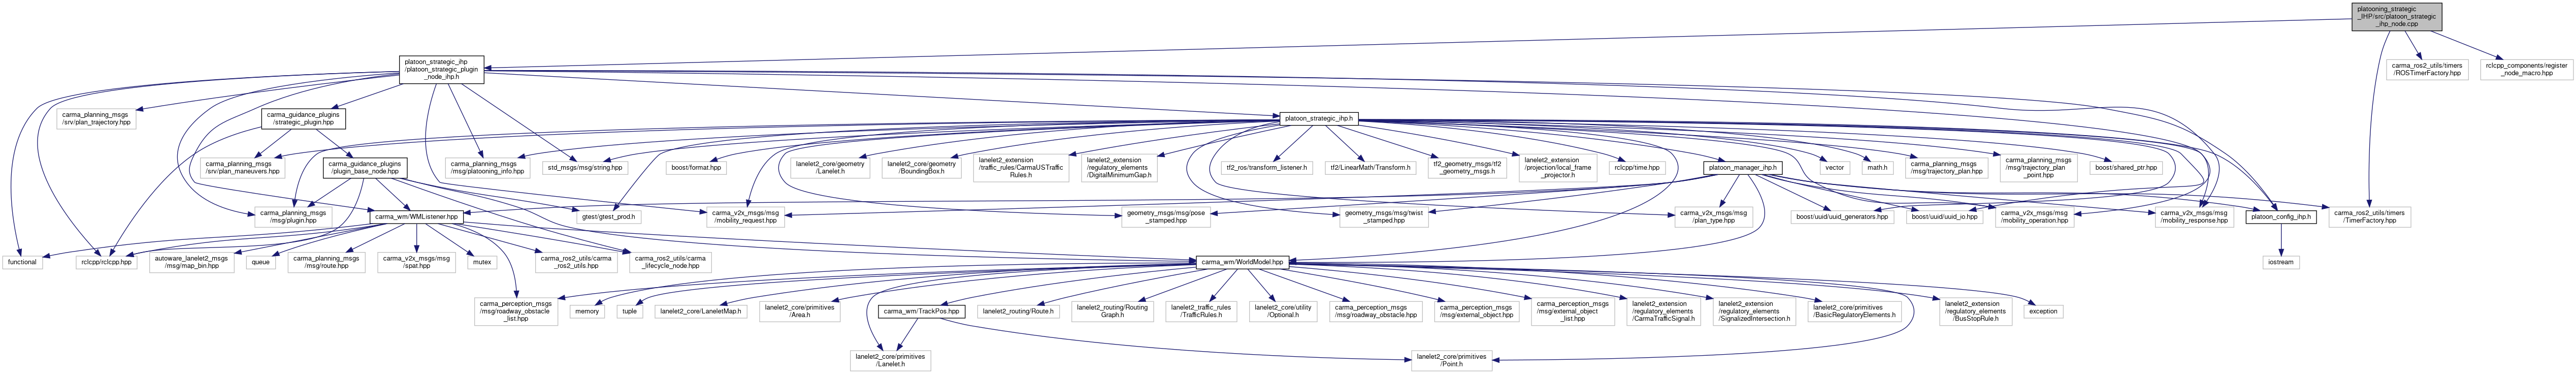 platooning_strategic
_IHP/src/platoon_strategic
_ihp_node.cpp
platoon_strategic_ihp
/platoon_strategic_plugin
_node_ihp.h
carma_ros2_utils/timers
/ROSTimerFactory.hpp
rclcpp_components/register
_node_macro.hpp
carma_planning_msgs
/srv/plan_trajectory.hpp
carma_guidance_plugins
/strategic_plugin.hpp
platoon_strategic_ihp.h
carma_planning_msgs
/srv/plan_maneuvers.hpp
carma_guidance_plugins
/plugin_base_node.hpp
carma_planning_msgs
/msg/platooning_info.hpp
std_msgs/msg/string.hpp
boost/format.hpp
lanelet2_core/geometry
/Lanelet.h
lanelet2_core/geometry
/BoundingBox.h
lanelet2_extension
/traffic_rules/CarmaUSTraffic
Rules.h
lanelet2_extension
/regulatory_elements
/DigitalMinimumGap.h
tf2_ros/transform_listener.h
tf2/LinearMath/Transform.h
tf2_geometry_msgs/tf2
_geometry_msgs.h
lanelet2_extension
/projection/local_frame
_projector.h
rclcpp/time.hpp
platoon_manager_ihp.h
vector
math.h
carma_planning_msgs
/msg/trajectory_plan.hpp
carma_planning_msgs
/msg/trajectory_plan
_point.hpp
boost/shared_ptr.hpp
carma_planning_msgs
/msg/plugin.hpp
carma_wm/WMListener.hpp
gtest/gtest_prod.h
carma_v2x_msgs/msg
/mobility_request.hpp
geometry_msgs/msg/pose
_stamped.hpp
geometry_msgs/msg/twist
_stamped.hpp
carma_v2x_msgs/msg
/plan_type.hpp
boost/uuid/uuid_generators.hpp
boost/uuid/uuid_io.hpp
carma_v2x_msgs/msg
/mobility_operation.hpp
carma_v2x_msgs/msg
/mobility_response.hpp
platoon_config_ihp.h
carma_ros2_utils/timers
/TimerFactory.hpp
functional
rclcpp/rclcpp.hpp
autoware_lanelet2_msgs
/msg/map_bin.hpp
queue
carma_planning_msgs
/msg/route.hpp
carma_v2x_msgs/msg
/spat.hpp
mutex
carma_ros2_utils/carma
_ros2_utils.hpp
carma_ros2_utils/carma
_lifecycle_node.hpp
carma_wm/WorldModel.hpp
iostream
carma_perception_msgs
/msg/roadway_obstacle
_list.hpp
memory
tuple
lanelet2_core/LaneletMap.h
lanelet2_core/primitives
/Area.h
carma_wm/TrackPos.hpp
lanelet2_routing/Route.h
lanelet2_routing/Routing
Graph.h
lanelet2_traffic_rules
/TrafficRules.h
lanelet2_core/utility
/Optional.h
carma_perception_msgs
/msg/roadway_obstacle.hpp
carma_perception_msgs
/msg/external_object.hpp
carma_perception_msgs
/msg/external_object
_list.hpp
lanelet2_extension
/regulatory_elements
/CarmaTrafficSignal.h
lanelet2_extension
/regulatory_elements
/SignalizedIntersection.h
lanelet2_core/primitives
/BasicRegulatoryElements.h
lanelet2_extension
/regulatory_elements
/BusStopRule.h
exception
lanelet2_core/primitives
/Lanelet.h
lanelet2_core/primitives
/Point.h